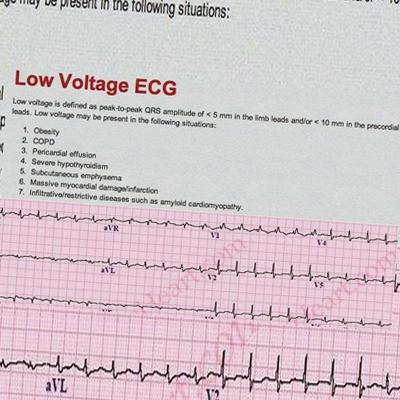 may be present in the following situations:
Low Voltage ECG
Low voltage is defined as peak-to-peak QRS amplitude of < 5 mm in the limb leads and/or < 10 mm in the precordial
leads. Low voltage may be present in the following situations:
1. Obesity
2. COPD
3. Pericardial effusion
4. Severe hypothyroidism
5. Subcutaneous emphysema
6. Massive myocardial damage/infarction
7. Infiltrative/restrictive diseases such as amyloid cardiomyopathy.
aVR V1 V4
aVL V2 V5
aVL V2